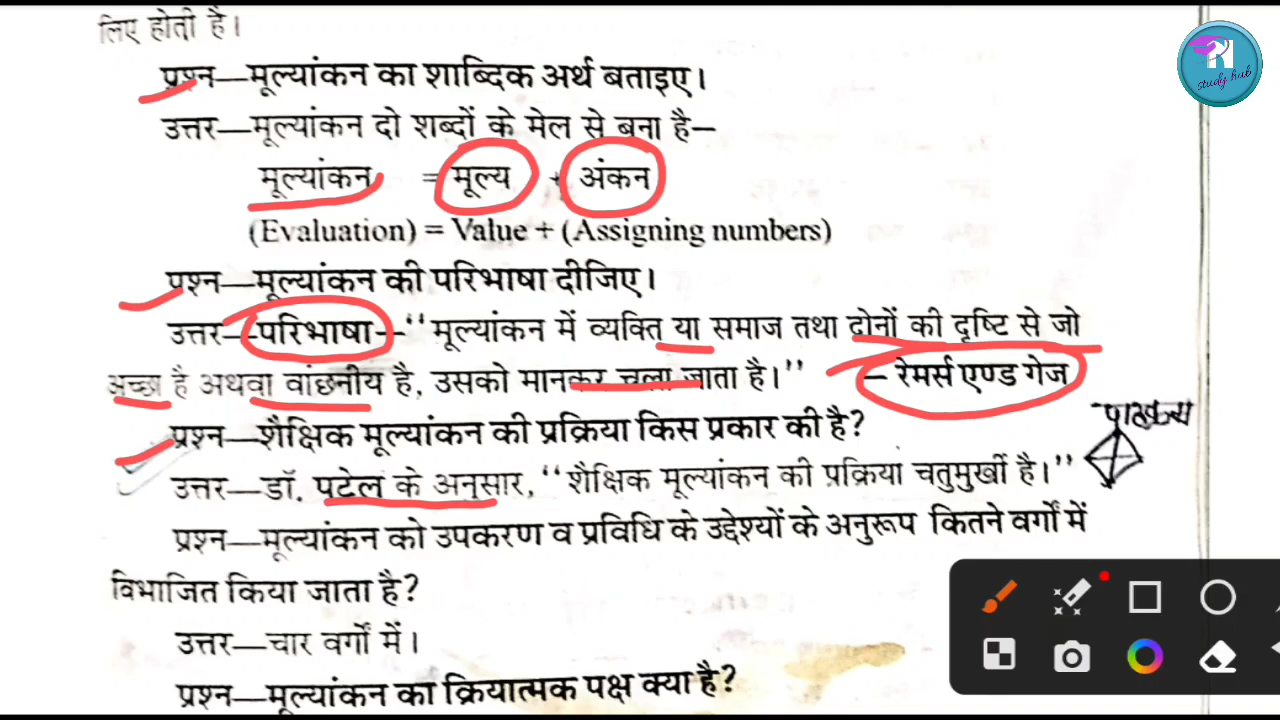 लिए होती है।
प्रश्न—मूल्यांकन का शाब्दिक अर्थ बताइए।
उत्तर—मूल्यांकन दो शब्दों के मेल से बना है—
मूल्यांकन = मूल्य + अंकन
(Evaluation) = Value + (Assigning numbers)
प्रश्न—मूल्यांकन की परिभाषा दीजिए।
उत्तर—परिभाषा—“मूल्यांकन में व्यक्ति या समाज तथा दोनों की दृष्टि से जो
अच्छा है अथवा वांछनीय है, उसको मानकर चला जाता है।” – रेमर्स एण्ड गेज
प्रश्न—शैक्षिक मूल्यांकन की प्रक्रिया किस प्रकार की है?
उत्तर—डॉ. पटेल के अनुसार, “शैक्षिक मूल्यांकन की प्रक्रिया चतुमुर्खी है।”
प्रश्न—मूल्यांकन को उपकरण व प्रविधि के उद्देश्यों के अनुरूप कितने वर्गों में
विभाजित किया जाता है?
उत्तर—चार वर्गों में।
प्रश्न—मूल्यांकन का क्रियात्मक पक्ष क्या है?
study hub